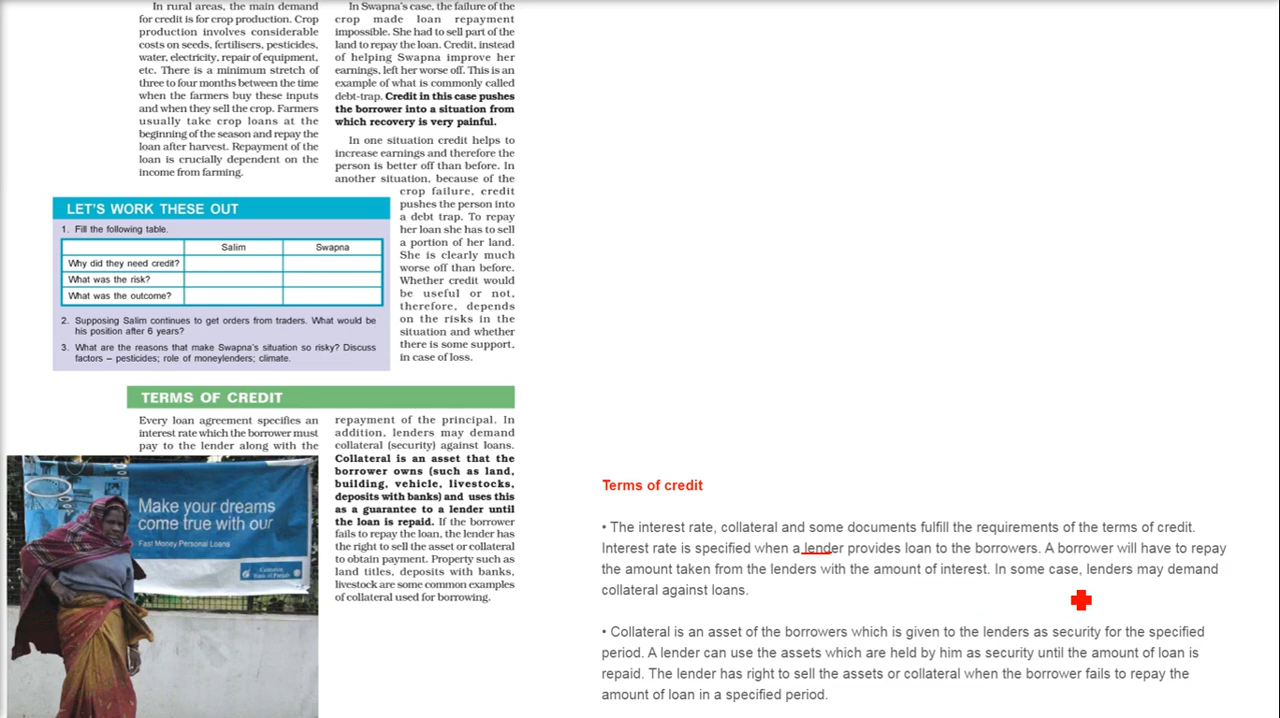 In rural areas, the main demand
for credit is for crop production. Crop
production involves considerable
costs on seeds, fertilisers, pesticides,
water, electricity, repair of equipment,
etc. There is a minimum stretch of
three to four months between the time
when the farmers buy these inputs
and when they sell the crop. Farmers
usually take crop loans at the
beginning of the season and repay the
loan after harvest. Repayment of the
loan is crucially dependent on the
income from farming.
In Swapna's case, the failure of the
crop made loan repayment
impossible. She had to sell part of the
land to repay the loan. Credit, instead
of helping Swapna improve her
earnings, left her worse off. This is an
example of what is commonly called
debt-trap. Credit in this case pushes
the borrower into a situation from
which recovery is very painful.
In one situation credit helps to
increase earnings and therefore the
person is better off than before. In
another situation, because of the
crop failure, credit
pushes the person into
a debt trap. To repay
her loan she has to sell
a portion of her land.
She is clearly much
worse off than before.
Whether credit would
be useful or not,
therefore, depends
on the risks in the
situation and whether
there is some support,
in case of loss.
LET'S WORK THESE OUT
1. Fill the following table.
Salim Swapna
Why did they need credit?
What was the risk?
What was the outcome?
2. Supposing Salim continues to get orders from traders. What would be
his position after 6 years?
3. What are the reasons that make Swapna's situation so risky? Discuss
factors – pesticides; role of moneylenders; climate.
TERMS OF CREDIT
Every loan agreement specifies an
interest rate which the borrower must
pay to the lender along with the
repayment of the principal. In
addition, lenders may demand
collateral (security) against loans.
Collateral is an asset that the
borrower owns (such as land,
building, vehicle, livestocks,
deposits with banks) and uses this
as a guarantee to a lender until
the loan is repaid. If the borrower
fails to repay the loan, the lender has
the right to sell the asset or collateral
to obtain payment. Property such as
land titles, deposits with banks,
livestock are some common examples
of collateral used for borrowing.
Make your dreams
come true with our
Fast Money Personal Loans
Terms of credit
• The interest rate, collateral and some documents fulfill the requirements of the terms of credit.
Interest rate is specified when a lender provides loan to the borrowers. A borrower will have to repay
the amount taken from the lenders with the amount of interest. In some case, lenders may demand
collateral against loans.
• Collateral is an asset of the borrowers which is given to the lenders as security for the specified
period. A lender can use the assets which are held by him as security until the amount of loan is
repaid. The lender has right to sell the assets or collateral when the borrower fails to repay the
amount of loan in a specified period.